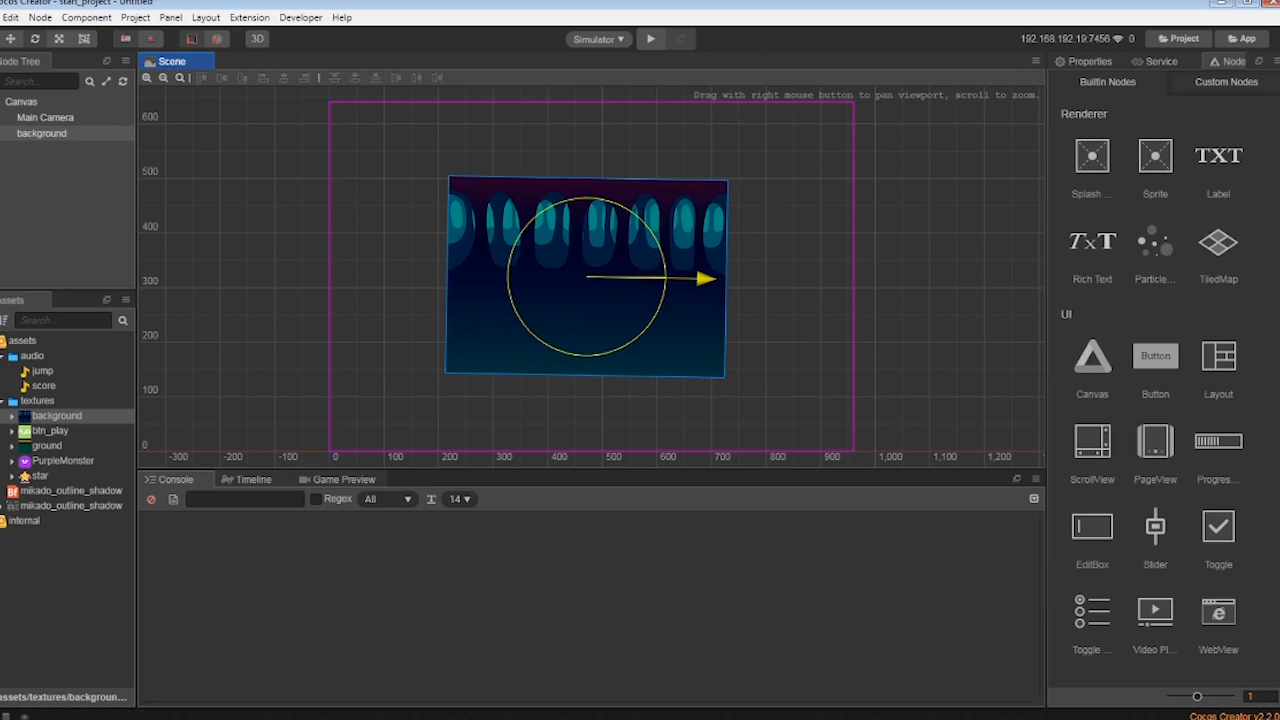 Cocos Creator - start_project - Untitled*
Edit Node Component Project Panel Layout Extension Developer Help
3D Simulator 192.168.192.19:7456 0 Project App
Node Tree
Scene
Properties Service Node
Search...
Builtin Nodes Custom Nodes
Drag with right mouse button to pan viewport, scroll to zoom.
Canvas
Main Camera
background
600
500
400
300
200
100
0
-300 -200 -100 0 100 200 300 400 500 600 700 800 900 1,000 1,100 1,200
Renderer
Splash ... Sprite Label
TXT
TxT
Rich Text Particle... TiledMap
UI
Button
Canvas Button Layout
ScrollView PageView Progres...
EditBox Slider Toggle
Toggle ... Video Pl... WebView
1
Assets
Search...
assets
audio
jump
score
textures
background
btn_play
ground
PurpleMonster
star
mikado_outline_shadow
mikado_outline_shadow
internal
assets/textures/backgroun...
Console Timeline Game Preview
Regex All 14
Cocos Creator v2.2.0